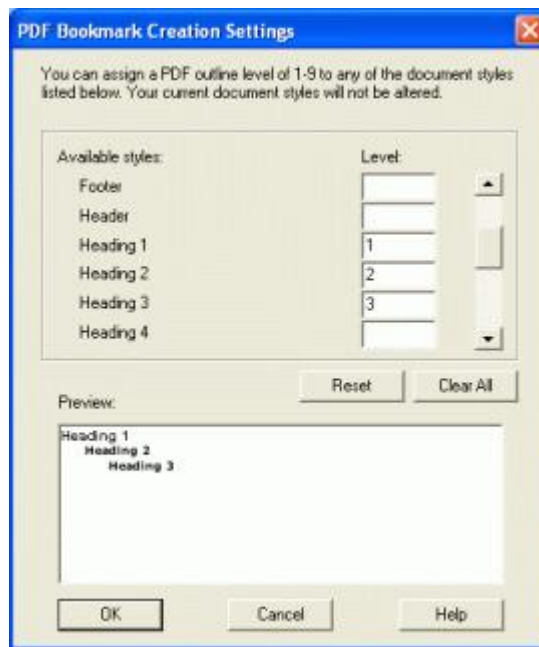 PDF Bookmark Creation Settings
You can assign a PDF outline level of 1-9 to any of the document styles
listed below. Your current document styles will not be altered.
Available styles: Level:
Footer
Header
Heading 1 1
Heading 2 2
Heading 3 3
Heading 4
Reset Clear All
Preview:
Heading 1
Heading 2
Heading 3
OK Cancel Help